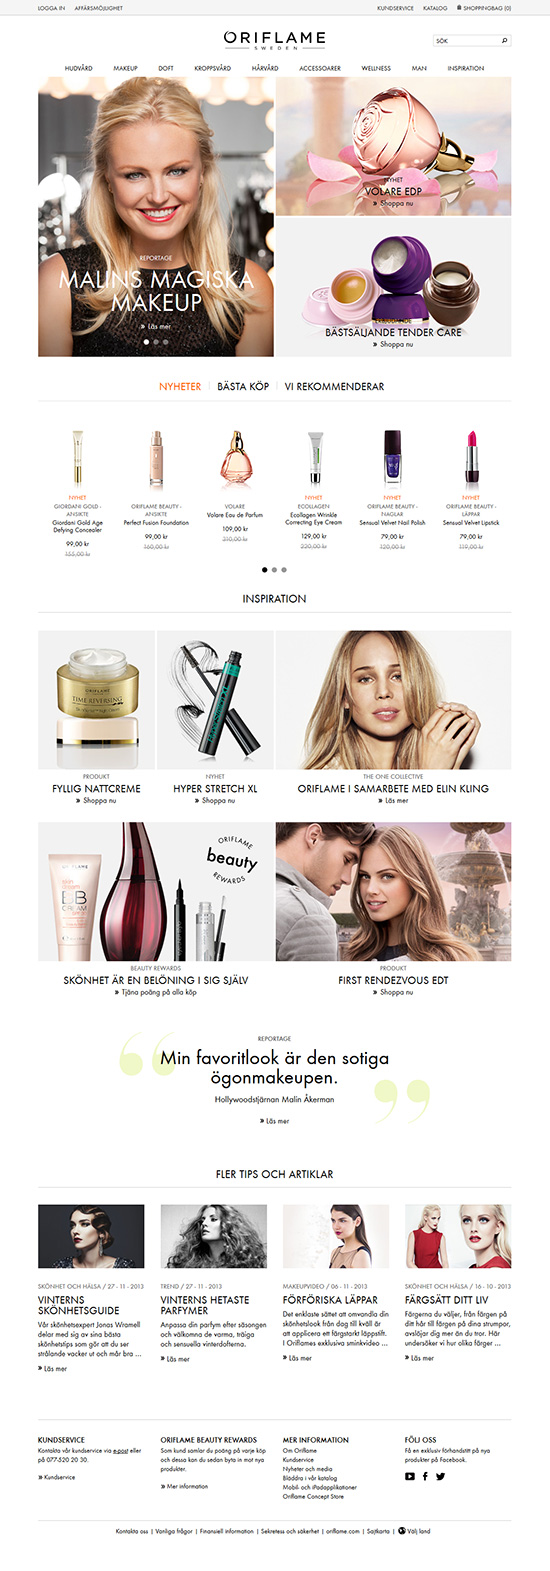 LOGGA IN
AFFÄRSMÖJLIGHET
KUNDSERVICE
KATALOG
SHOPPINGBAG (0)
ORIFLAME
SWEDEN
SÖK
HUDVÅRD
MAKEUP
DOFT
KROPPSVÅRD
HÅRVÅRD
ACCESSOARER
WELLNESS
MAN
INSPIRATION
REPORTAGE
MALINS MAGISKA
MAKEUP
» Läs mer
NYHET
VOLARE EDP
» Shoppa nu
ERBJUDANDE
BÄSTSÄLJANDE TENDER CARE
» Shoppa nu
NYHETER
BÄSTA KÖP
VI REKOMMENDERAR
NYHET
GIORDANI GOLD -
ANSIKTE
Giordani Gold Age
Defying Concealer
99,00 kr
155,00 kr
ORIFLAME BEAUTY -
ANSIKTE
Perfect Fusion Foundation
99,00 kr
160,00 kr
VOLARE
Volare Eau de Parfum
109,00 kr
310,00 kr
NYHET
ECOLLAGEN
Ecollagen Wrinkle
Correcting Eye Cream
129,00 kr
220,00 kr
NYHET
ORIFLAME BEAUTY -
NAGLAR
Sensual Velvet Nail Polish
79,00 kr
120,00 kr
NYHET
ORIFLAME BEAUTY -
LÄPPAR
Sensual Velvet Lipstick
79,00 kr
119,00 kr
INSPIRATION
ORIFLAME
TIME REVERSING
PRODUKT
FYLLIG NATTCREME
» Shoppa nu
NYHET
HYPER STRETCH XL
» Shoppa nu
THE ONE COLLECTIVE
ORIFLAME I SAMARBETE MED ELIN KLING
» Läs mer
ORIFLAME
beauty
REWARDS
ORIFLAME
skin
dream
BB
CREAM
BEAUTY REWARDS
SKÖNHET ÄR EN BELÖNING I SIG SJÄLV
» Tjäna poäng på alla köp
PRODUKT
FIRST RENDEZVOUS EDT
» Shoppa nu
REPORTAGE
“ Min favoritlook är den sotiga
ögonmakeupen. ”
Hollywoodstjärnan Malin Åkerman
» Läs mer
FLER TIPS OCH ARTIKLAR
SKÖNHET OCH HÄLSA / 27 - 11 - 2013
VINTERNS
SKÖNHETSGUIDE
Vår skönhetsexpert Jonas Wramell
delar med sig av sina bästa
skönhetstips som gör att du ser
strålande vacker ut och mår bra ...
» Läs mer
TREND / 27 - 11 - 2013
VINTERNS HETASTE
PARFYMER
Anpassa din parfym efter säsongen
och välkomna de varma, träiga
och sensuella vinterdofterna.
» Läs mer
MAKEUPVIDEO / 06 - 11 - 2013
FÖRFÖRISKA LÄPPAR
Det enklaste sättet att omvandla din
skönhetslook från dag till kväll är
att applicera ett färgstarkt läppstift.
I Oriflames exklusiva sminkvideo ...
» Läs mer
SKÖNHET OCH HÄLSA / 16 - 10 - 2013
FÄRGSÄTT DITT LIV
Färgerna du väljer, från färgen på
ditt hår till färgen på dina strumpor,
avslöjar dig mer än du tror. Här
undersöker vi hur olika färger ...
» Läs mer
KUNDSERVICE
Kontakta vår kundservice via e-post eller
på 077-520 20 30.
» Kundservice
ORIFLAME BEAUTY REWARDS
Som kund samlar du poäng på varje köp
och dessa kan du sedan byta in mot nya
produkter.
» Mer information
MER INFORMATION
Om Oriflame
Kundservice
Nyheter och media
Bläddra i vår katalog
Mobil- och iPadapplikationer
Oriflame Concept Store
FÖLJ OSS
Få en exklusiv förhandstitt på nya
produkter på Facebook.
Kontakta oss | Vanliga frågor | Finansiell information | Sekretess och säkerhet | oriflame.com | Sajtkarta | Välj land